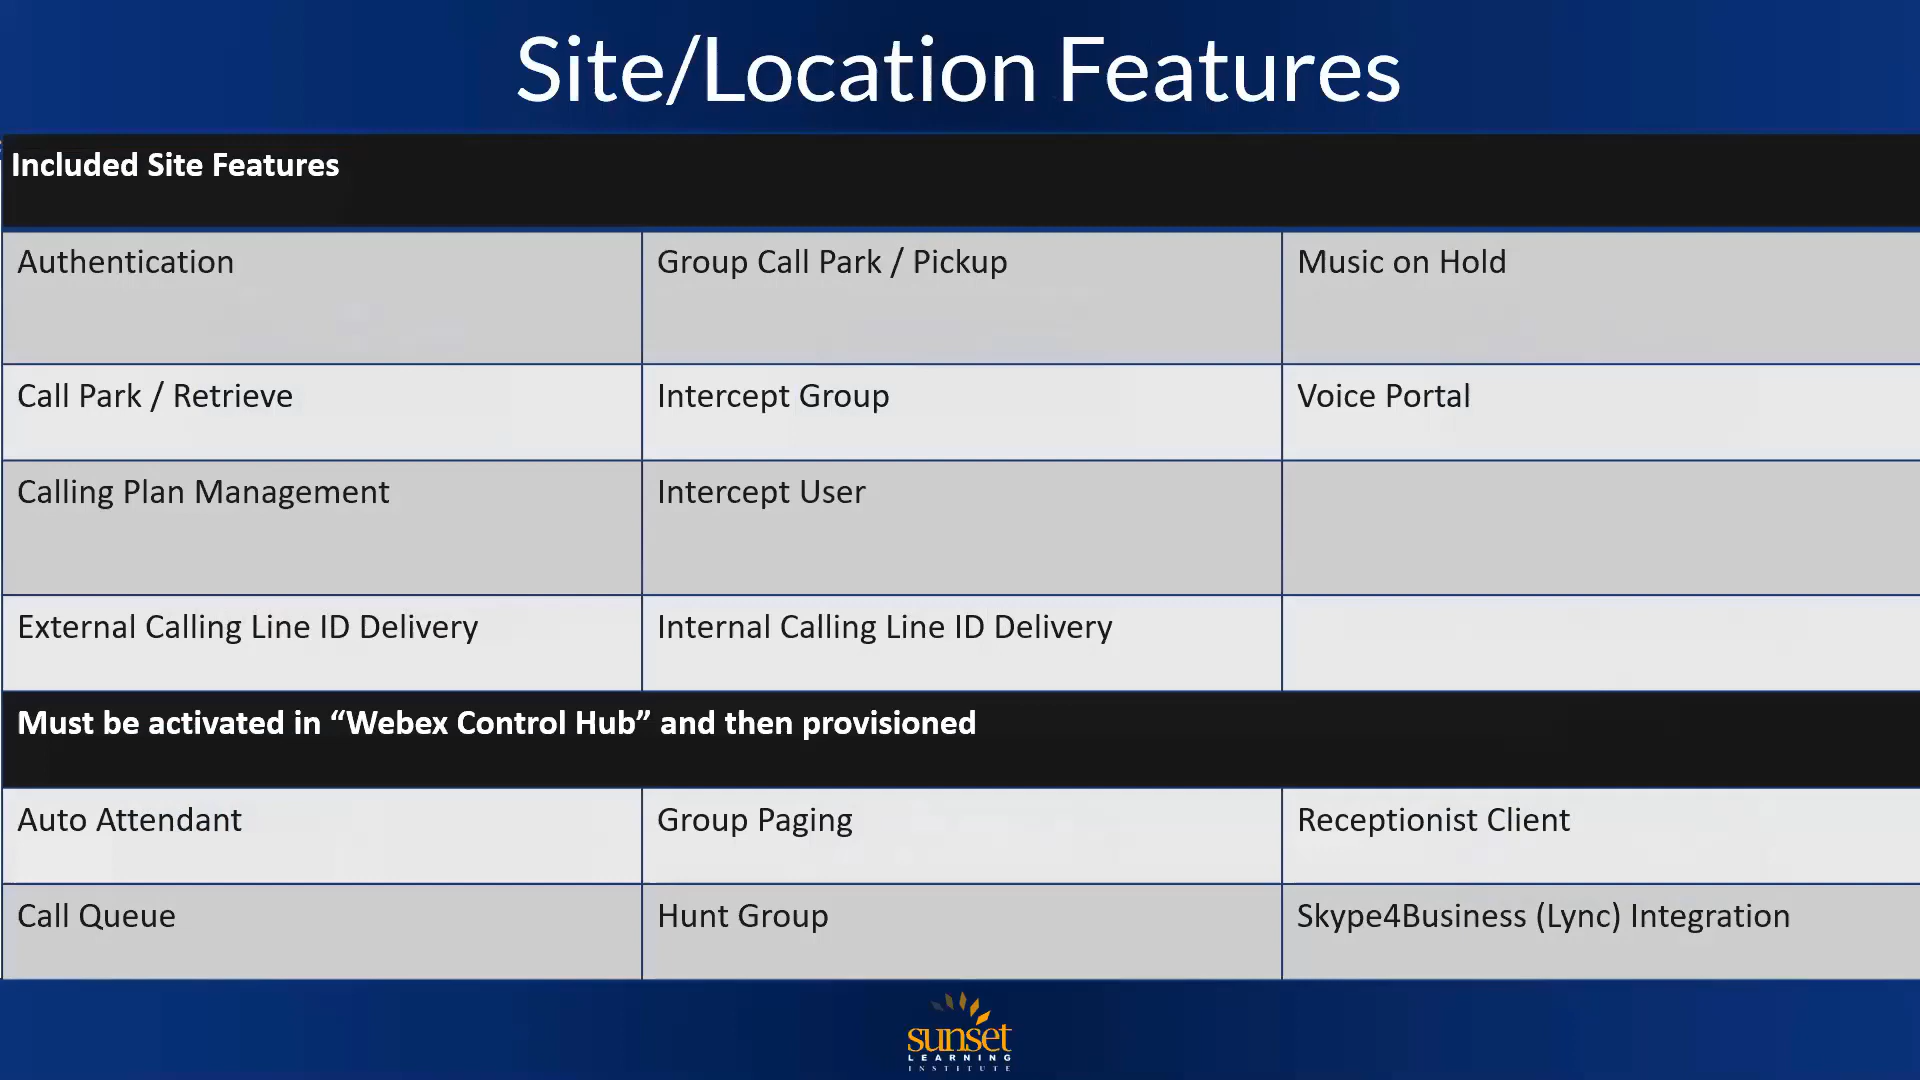 Site/Location Features
Included Site Features
Authentication
Group Call Park / Pickup
Music on Hold
Call Park / Retrieve
Intercept Group
Voice Portal
Calling Plan Management
Intercept User
External Calling Line ID Delivery
Internal Calling Line ID Delivery
Must be activated in “Webex Control Hub” and then provisioned
Auto Attendant
Group Paging
Receptionist Client
Call Queue
Hunt Group
Skype4Business (Lync) Integration
sunset
LEARNING
INSTITUTE